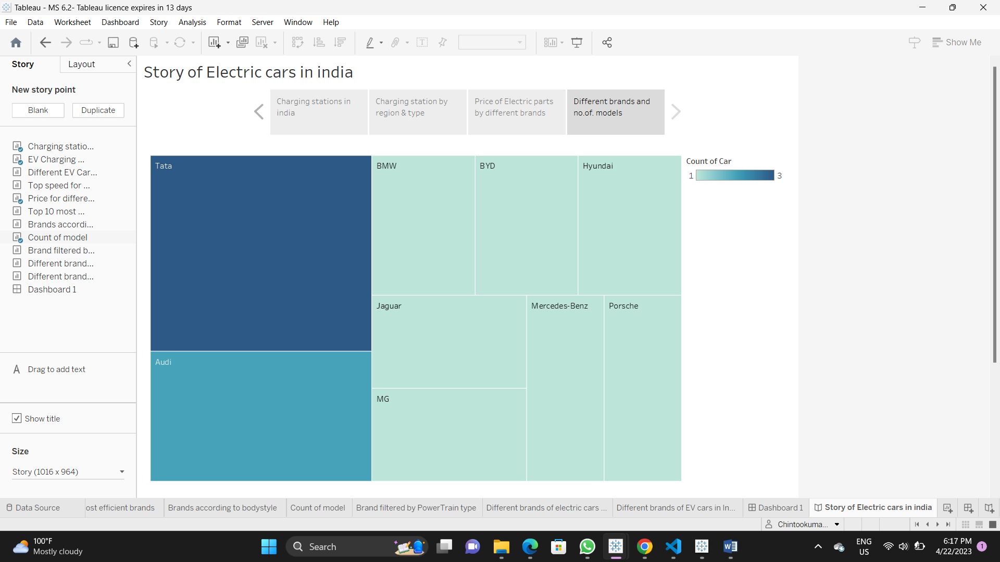 Tableau - MS 6.2- Tableau licence expires in 13 days
File Data Worksheet Dashboard Story Analysis Format Server Window Help
Show Me
Story Layout
New story point
Blank Duplicate
Charging statio...
EV Charging ...
Different EV Car...
Top speed for ...
Price for differe...
Top 10 most ...
Brands accordi...
Count of model
Brand filtered b...
Different brand...
Different brand...
Dashboard 1
A Drag to add text
Show title
Size
Story (1016 x 964)
Story of Electric cars in india
Charging stations in
india
Charging station by
region & type
Price of Electric parts
by different brands
Different brands and
no.of. models
Tata
BMW
BYD
Hyundai
Jaguar
Mercedes-Benz
Porsche
Audi
MG
Count of Car
1 3
Data Source ost efficient brands Brands according to bodystyle Count of model Brand filtered by PowerTrain type Different brands of electric cars ... Different brands of EV cars in In... Dashboard 1 Story of Electric cars in india
Chintookuma...
100°F
Mostly cloudy
Search
ENG
US
6:17 PM
4/22/2023
1